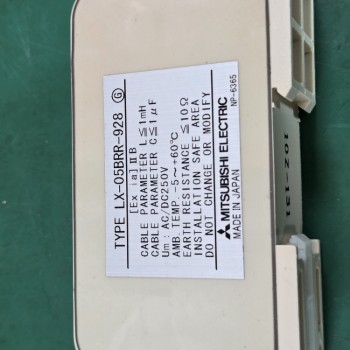 TYPE LX-05BRR-928 Ⓖ
[Ex ia]ⅡB
CABLE PARAMETER L≦1mH
CABLE PARAMETER C≦1μF
Um: AC/DC250V
AMB. TEMP. -5~+60℃
EARTH RESISTANCE ≦10Ω
INSTALLATION SAFE AREA
DO NOT CHANGE OR MODIFY
MITSUBISHI ELECTRIC
MADE IN JAPAN
NP-6365
102-131